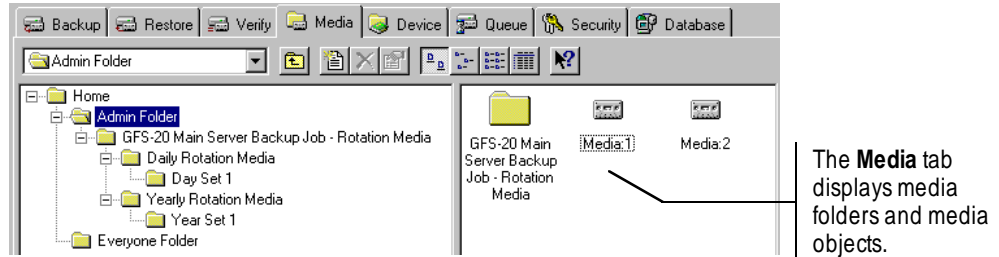 Backup Restore Verify Media Device Queue Security Database
Admin Folder
Home
Admin Folder
GFS-20 Main Server Backup Job - Rotation Media
Daily Rotation Media
Day Set 1
Yearly Rotation Media
Year Set 1
Everyone Folder
GFS-20 Main
Server Backup
Job - Rotation
Media
Media:1
Media:2
The Media tab
displays media
folders and media
objects.